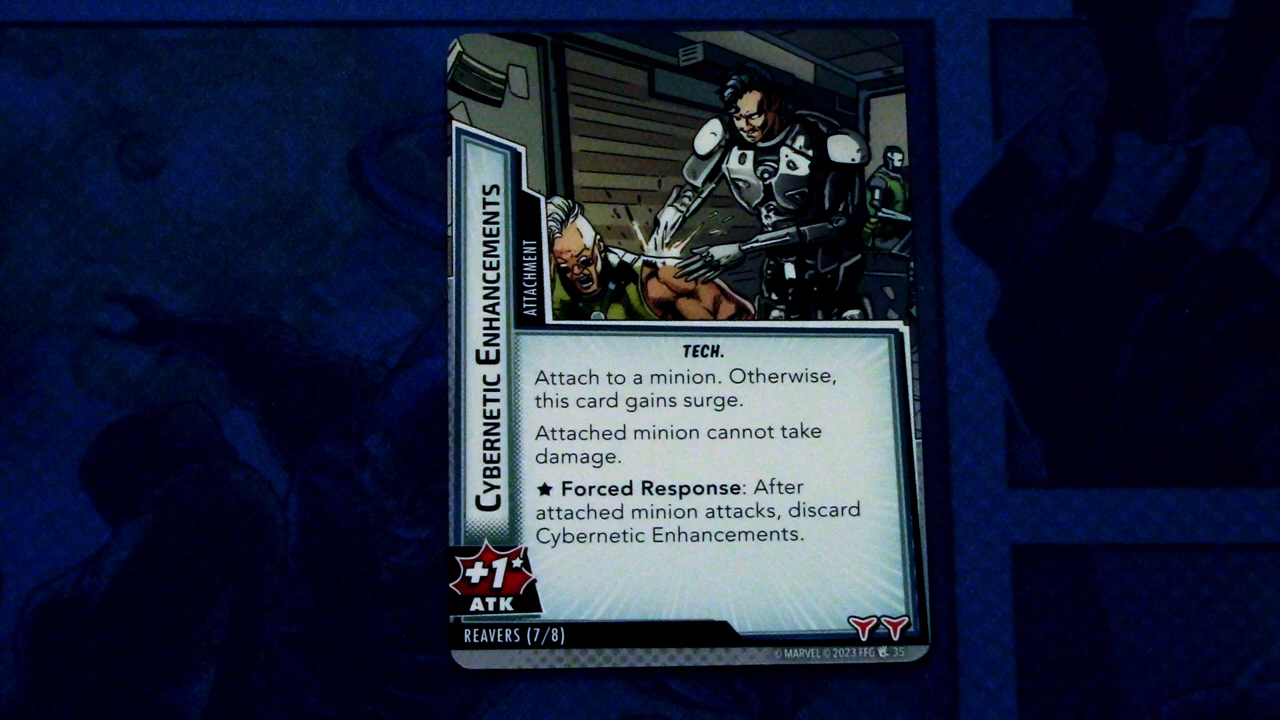 CYBERNETIC ENHANCEMENTS
ATTACHMENT
TECH.
Attach to a minion. Otherwise,
this card gains surge.
Attached minion cannot take
damage.
★ Forced Response: After
attached minion attacks, discard
Cybernetic Enhancements.
+1★
ATK
REAVERS (7/8)
© MARVEL © 2023 FFG 35